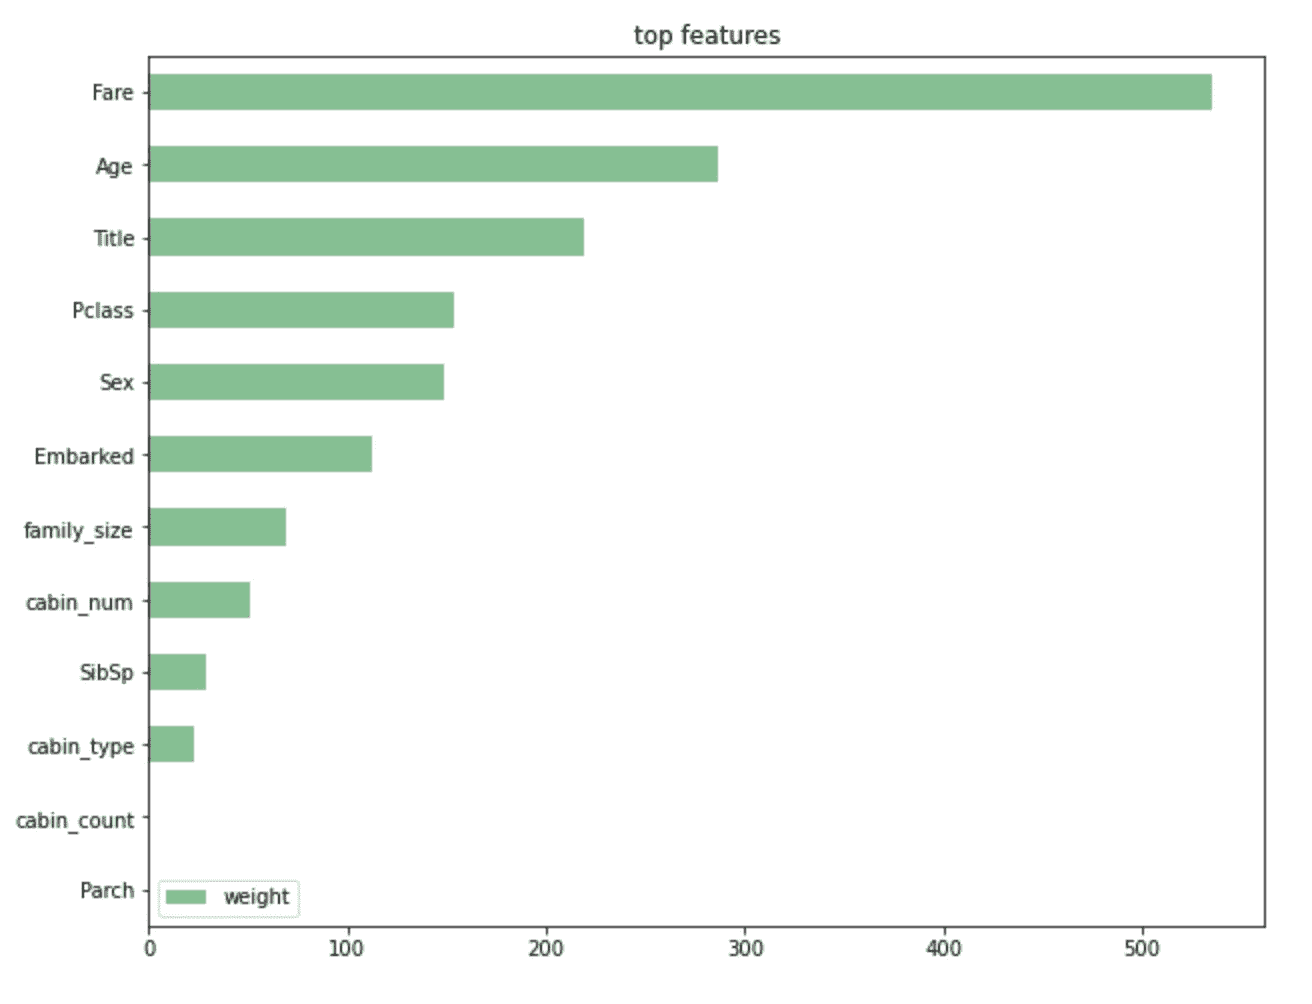 top features
Fare
Age
Title
Pclass
Sex
Embarked
family_size
cabin_num
SibSp
cabin_type
cabin_count
Parch
weight
0 100 200 300 400 500